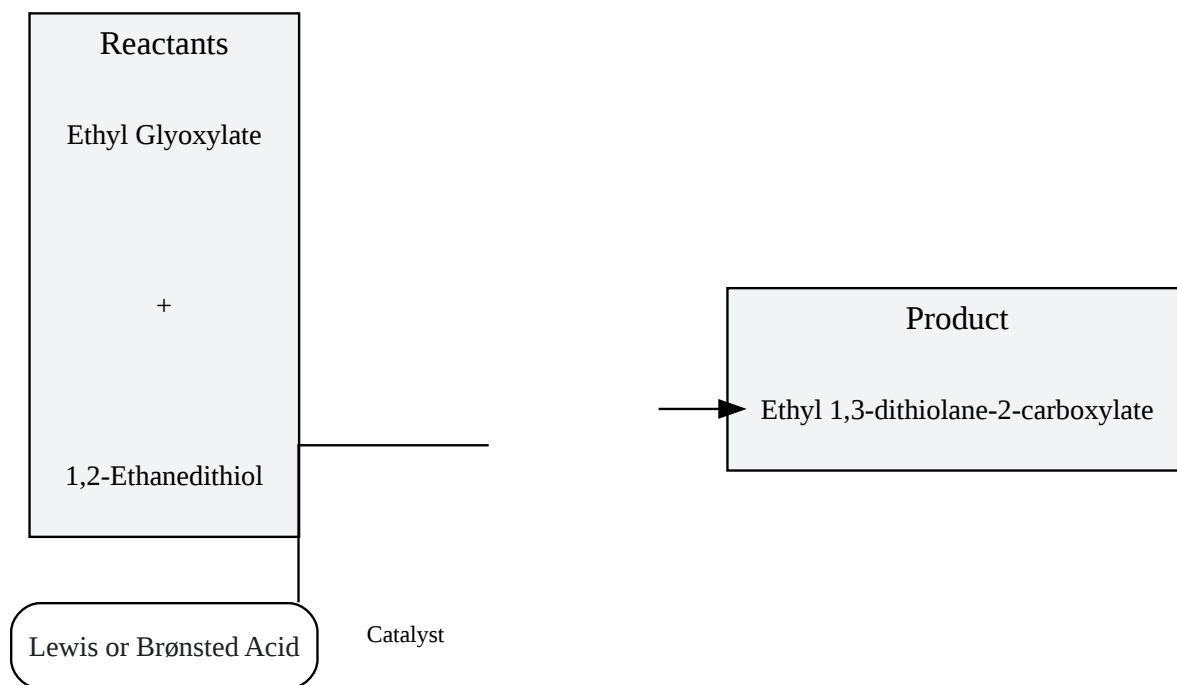 Reactants
Ethyl Glyoxylate
+
1,2-Ethanedithiol
Lewis or Brønsted Acid
Catalyst
Product
Ethyl 1,3-dithiolane-2-carboxylate